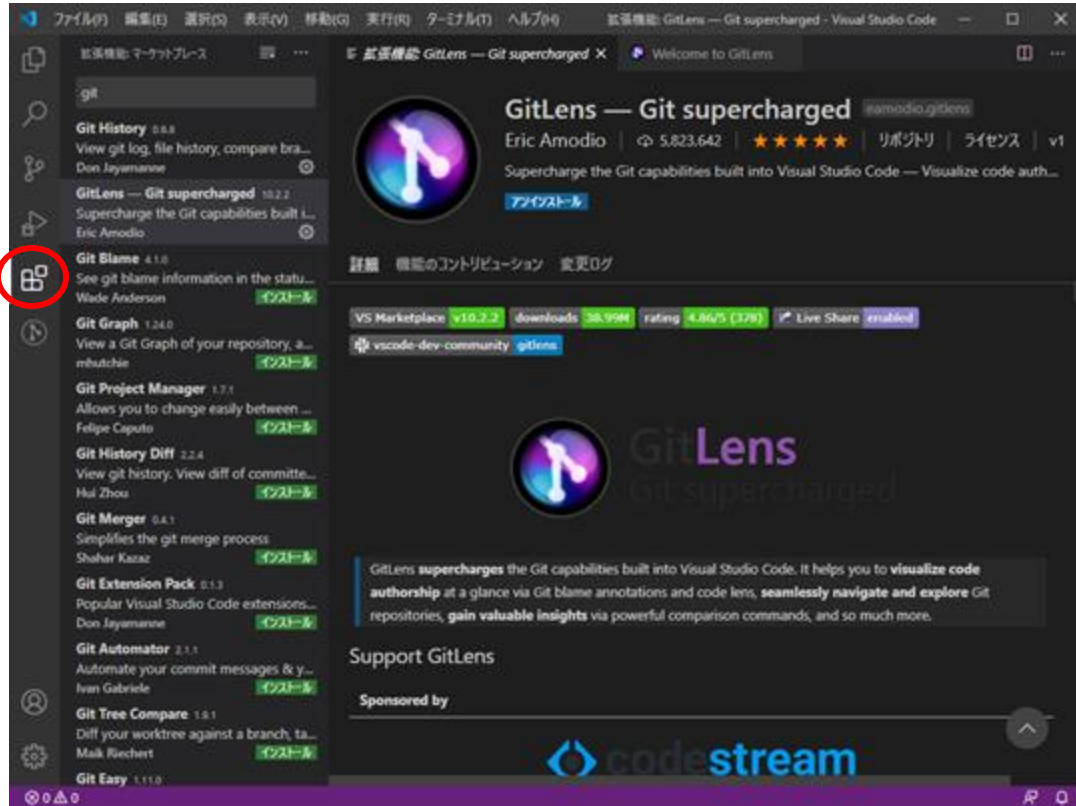 ファイル(F) 編集(E) 選択(S) 表示(V) 移動(G) 実行(R) ターミナル(T) ヘルプ(H) 拡張機能: GitLens — Git supercharged - Visual Studio Code
拡張機能: マーケットプレース
git
Git History 0.6.8
View git log, file history, compare bra...
Don Jayamanne
GitLens — Git supercharged 10.2.2
Supercharge the Git capabilities built i...
Eric Amodio
Git Blame 4.1.0
See git blame information in the statu...
Wade Anderson インストール
Git Graph 1.24.0
View a Git Graph of your repository, a...
mhutchie インストール
Git Project Manager 1.7.1
Allows you to change easily between ...
Felipe Caputo インストール
Git History Diff 2.2.4
View git history. View diff of committe...
Hui Zhou インストール
Git Merger 0.4.1
Simplifies the git merge process
Shahar Kazaz インストール
Git Extension Pack 0.1.3
Popular Visual Studio Code extensions...
Don Jayamanne インストール
Git Automator 2.1.1
Automate your commit messages & y...
Ivan Gabriele インストール
Git Tree Compare 1.9.1
Diff your worktree against a branch, ta...
Maik Riechert インストール
Git Easy 1.11.0
拡張機能: GitLens — Git supercharged Welcome to GitLens
GitLens — Git supercharged eamodio.gitlens
Eric Amodio 5,823,642 リポジトリ ライセンス v1
Supercharge the Git capabilities built into Visual Studio Code — Visualize code auth...
アンインストール
詳細 機能のコントリビューション 変更ログ
VS Marketplace v10.2.2 downloads 38.99M rating 4.86/5 (378) Live Share enabled
vscode-dev-community gitlens
GitLens
Git supercharged
GitLens supercharges the Git capabilities built into Visual Studio Code. It helps you to visualize code
authorship at a glance via Git blame annotations and code lens, seamlessly navigate and explore Git
repositories, gain valuable insights via powerful comparison commands, and so much more.
Support GitLens
Sponsored by
codestream
0 0